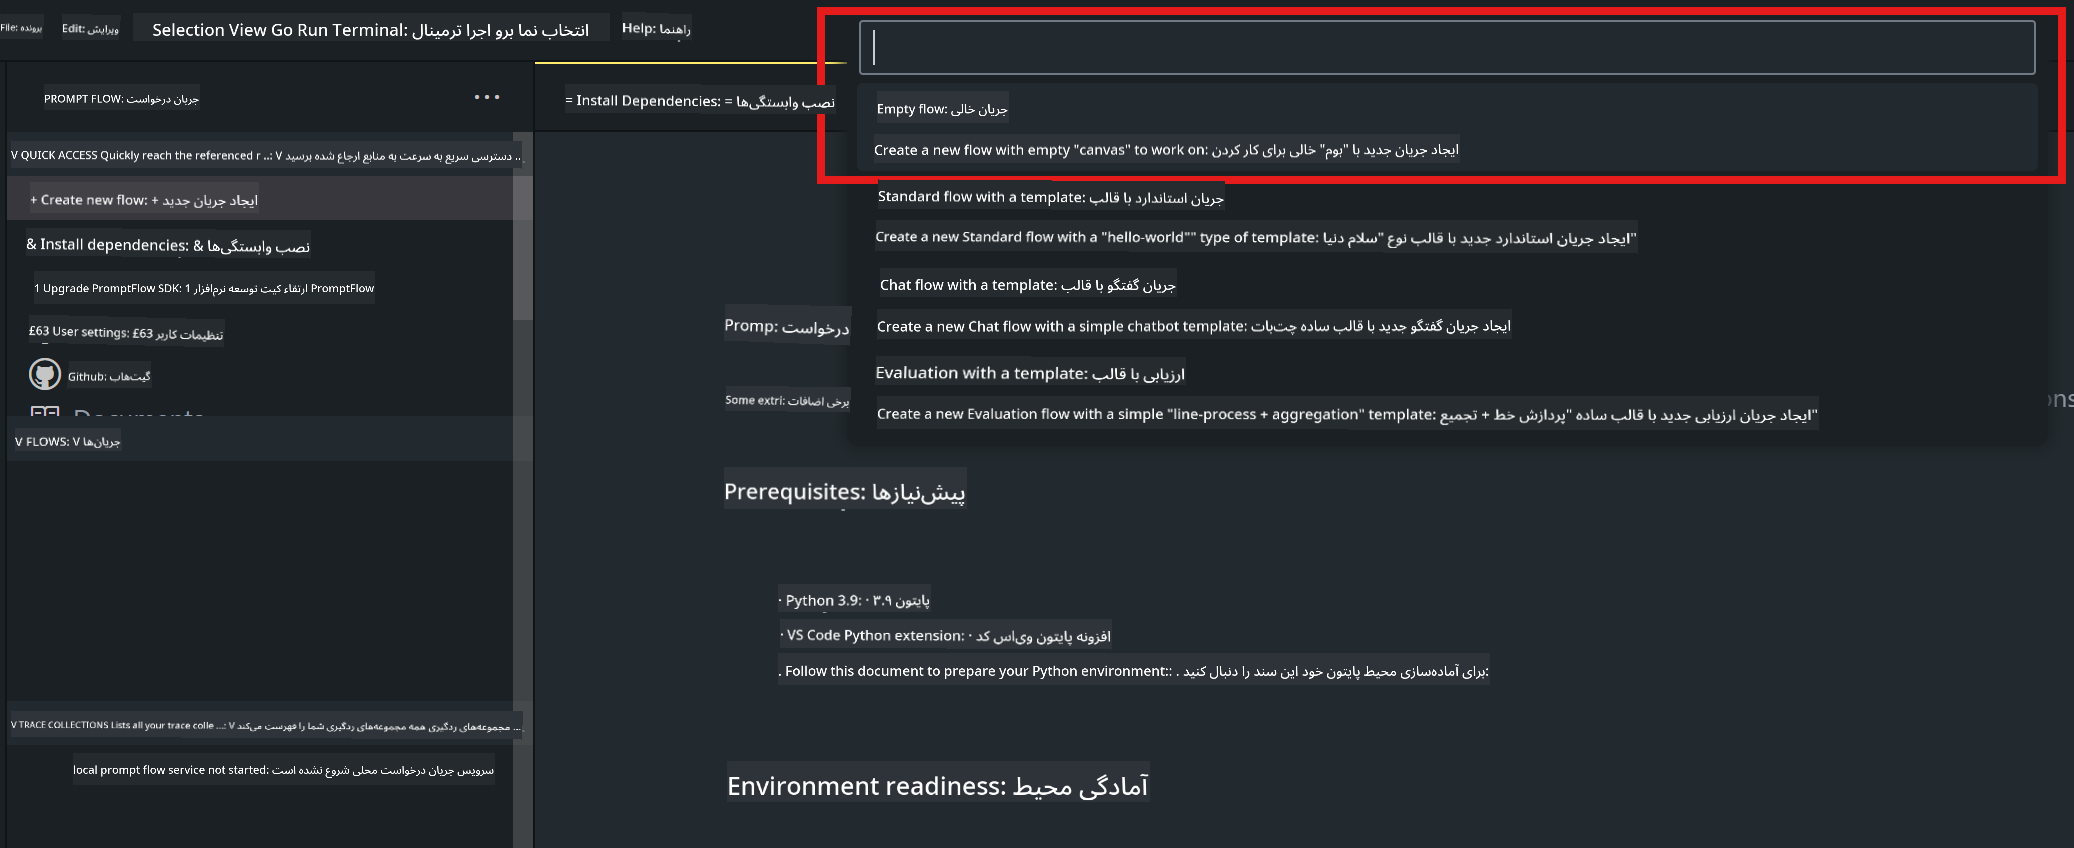 File: پرونده
Edit: ویرایش
Selection View Go Run Terminal: انتخاب نما برو اجرا ترمینال
Help: راهنما
PROMPT FLOW: جریان درخواست
V QUICK ACCESS Quickly reach the referenced r ..: V دسترسی سریع به سرعت به منابع ارجاع شده برسید ..
+ Create new flow: + ایجاد جریان جدید
& Install dependencies: & نصب وابستگی‌ها
1 Upgrade PromptFlow SDK: 1 ارتقاء کیت توسعه نرم‌افزار PromptFlow
£63 User settings: £63 تنظیمات کاربر
Github: گیت‌هاب
V FLOWS: V جریان‌ها
V TRACE COLLECTIONS Lists all your trace colle ...: V مجموعه‌های ردگیری همه مجموعه‌های ردگیری شما را فهرست می‌کند ...
local prompt flow service not started: سرویس جریان درخواست محلی شروع نشده است
= Install Dependencies: = نصب وابستگی‌ها
Empty flow: جریان خالی
Create a new flow with empty "canvas" to work on: ایجاد جریان جدید با "بوم" خالی برای کار کردن
Standard flow with a template: جریان استاندارد با قالب
Create a new Standard flow with a "hello-world"" type of template: ایجاد جریان استاندارد جدید با قالب نوع "سلام دنیا"
Chat flow with a template: جریان گفتگو با قالب
Create a new Chat flow with a simple chatbot template: ایجاد جریان گفتگو جدید با قالب ساده چت‌بات
Evaluation with a template: ارزیابی با قالب
Create a new Evaluation flow with a simple "line-process + aggregation" template: ایجاد جریان ارزیابی جدید با قالب ساده "پردازش خط + تجمیع"
Promp: درخواست
Some extri: برخی اضافات
Prerequisites: پیش‌نیازها
· Python 3.9: · پایتون ۳.۹
· VS Code Python extension: · افزونه پایتون وی‌اس کد
. Follow this document to prepare your Python environment:: . برای آماده‌سازی محیط پایتون خود این سند را دنبال کنید:
Environment readiness: آمادگی محیط